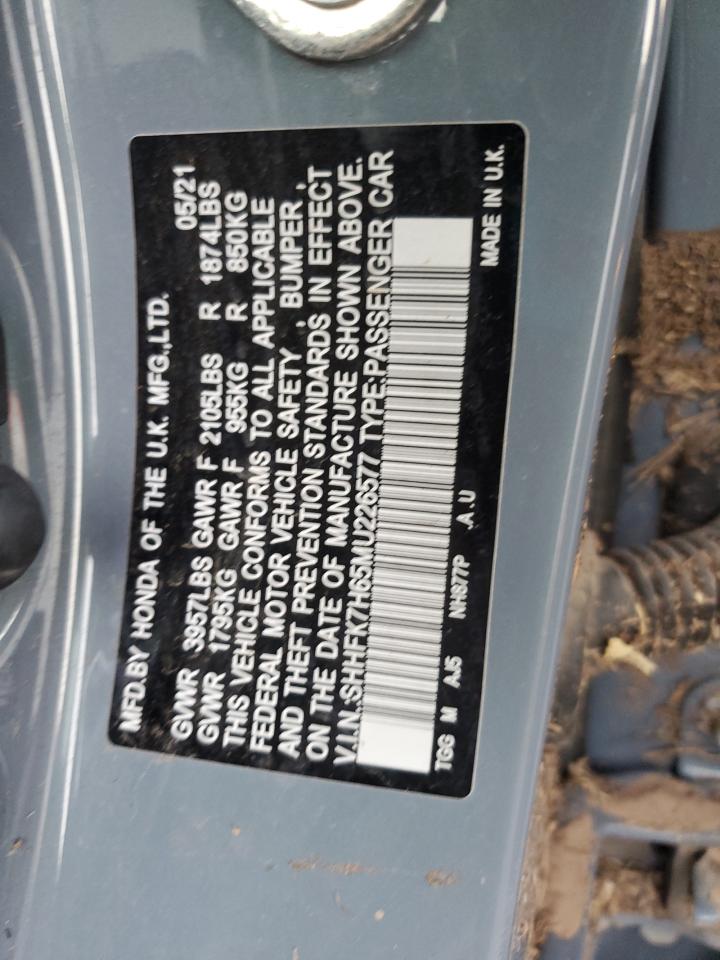 MFD.BY HONDA OF THE U.K. MFG.,LTD. 05/21
GVWR 3957LBS GAWR F 2105LBS R 1874LBS
GVWR 1795KG GAWR F 955KG R 850KG
THIS VEHICLE CONFORMS TO ALL APPLICABLE
FEDERAL MOTOR VEHICLE SAFETY , BUMPER ,
AND THEFT PREVENTION STANDARDS IN EFFECT
ON THE DATE OF MANUFACTURE SHOWN ABOVE.
V.I.N.:SHHFK7H65MU226577 TYPE:PASSENGER CAR
TGG M AJ5 NH877P .A.U MADE IN U.K.